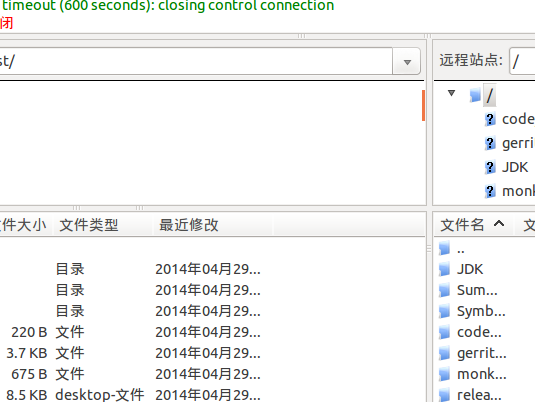 timeout (600 seconds): closing control connection
闭
st/
远程站点: /
/
code
gerri
JDK
monk
文件大小 文件类型 最近修改
文件名
目录 2014年04月29...
目录 2014年04月29...
目录 2014年04月29...
220 B 文件 2014年04月29...
3.7 KB 文件 2014年04月29...
675 B 文件 2014年04月29...
8.5 KB desktop-文件 2014年04月29...
..
JDK
Sum...
Symb...
code...
gerrit...
monk...
relea...